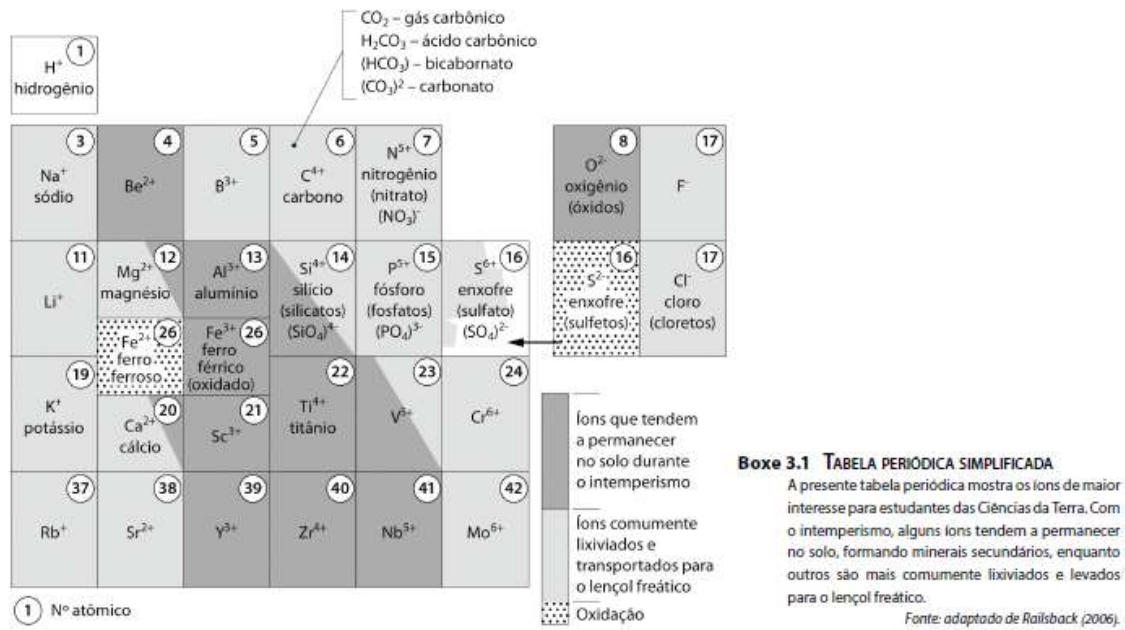 CO₂ – gás carbônico
H₂CO₃ – ácido carbônico
(HCO₃) – bicabornato
(CO₃)² – carbonato
1
H⁺
hidrogênio
3
Na⁺
sódio
4
Be²⁺
5
B³⁺
6
C⁴⁺
carbono
7
N⁵⁺
nitrogênio
(nitrato)
(NO₃)⁻
8
O²⁻
oxigênio
(óxidos)
17
F⁻
11
Li⁺
12
Mg²⁺
magnésio
13
Al³⁺
alumínio
14
Si⁴⁺
silício
(silicatos)
(SiO₄)⁴⁻
15
P⁵⁺
fósforo
(fosfatos)
(PO₄)³⁻
16
S⁶⁺
enxofre
(sulfato)
(SO₄)²⁻
16
S²⁻
enxofre
(sulfetos)
17
Cl⁻
cloro
(cloretos)
26
Fe²⁺
ferro
ferroso
26
Fe³⁺
ferro
férrico
(oxidado)
19
K⁺
potássio
20
Ca²⁺
cálcio
21
Sc³⁺
22
Ti⁴⁺
titânio
23
V⁵⁺
24
Cr⁶⁺
37
Rb⁺
38
Sr²⁺
39
Y³⁺
40
Zr⁴⁺
41
Nb⁵⁺
42
Mo⁶⁺
1 Nº atômico
Íons que tendem
a permanecer
no solo durante
o intemperismo
Íons comumente
lixiviados e
transportados para
o lençol freático
Oxidação
Boxe 3.1 TABELA PERIÓDICA SIMPLIFICADA
A presente tabela periódica mostra os íons de maior
interesse para estudantes das Ciências da Terra. Com
o intemperismo, alguns íons tendem a permanecer
no solo, formando minerais secundários, enquanto
outros são mais comumente lixiviados e levados
para o lençol freático.
Fonte: adaptado de Railsback (2006).